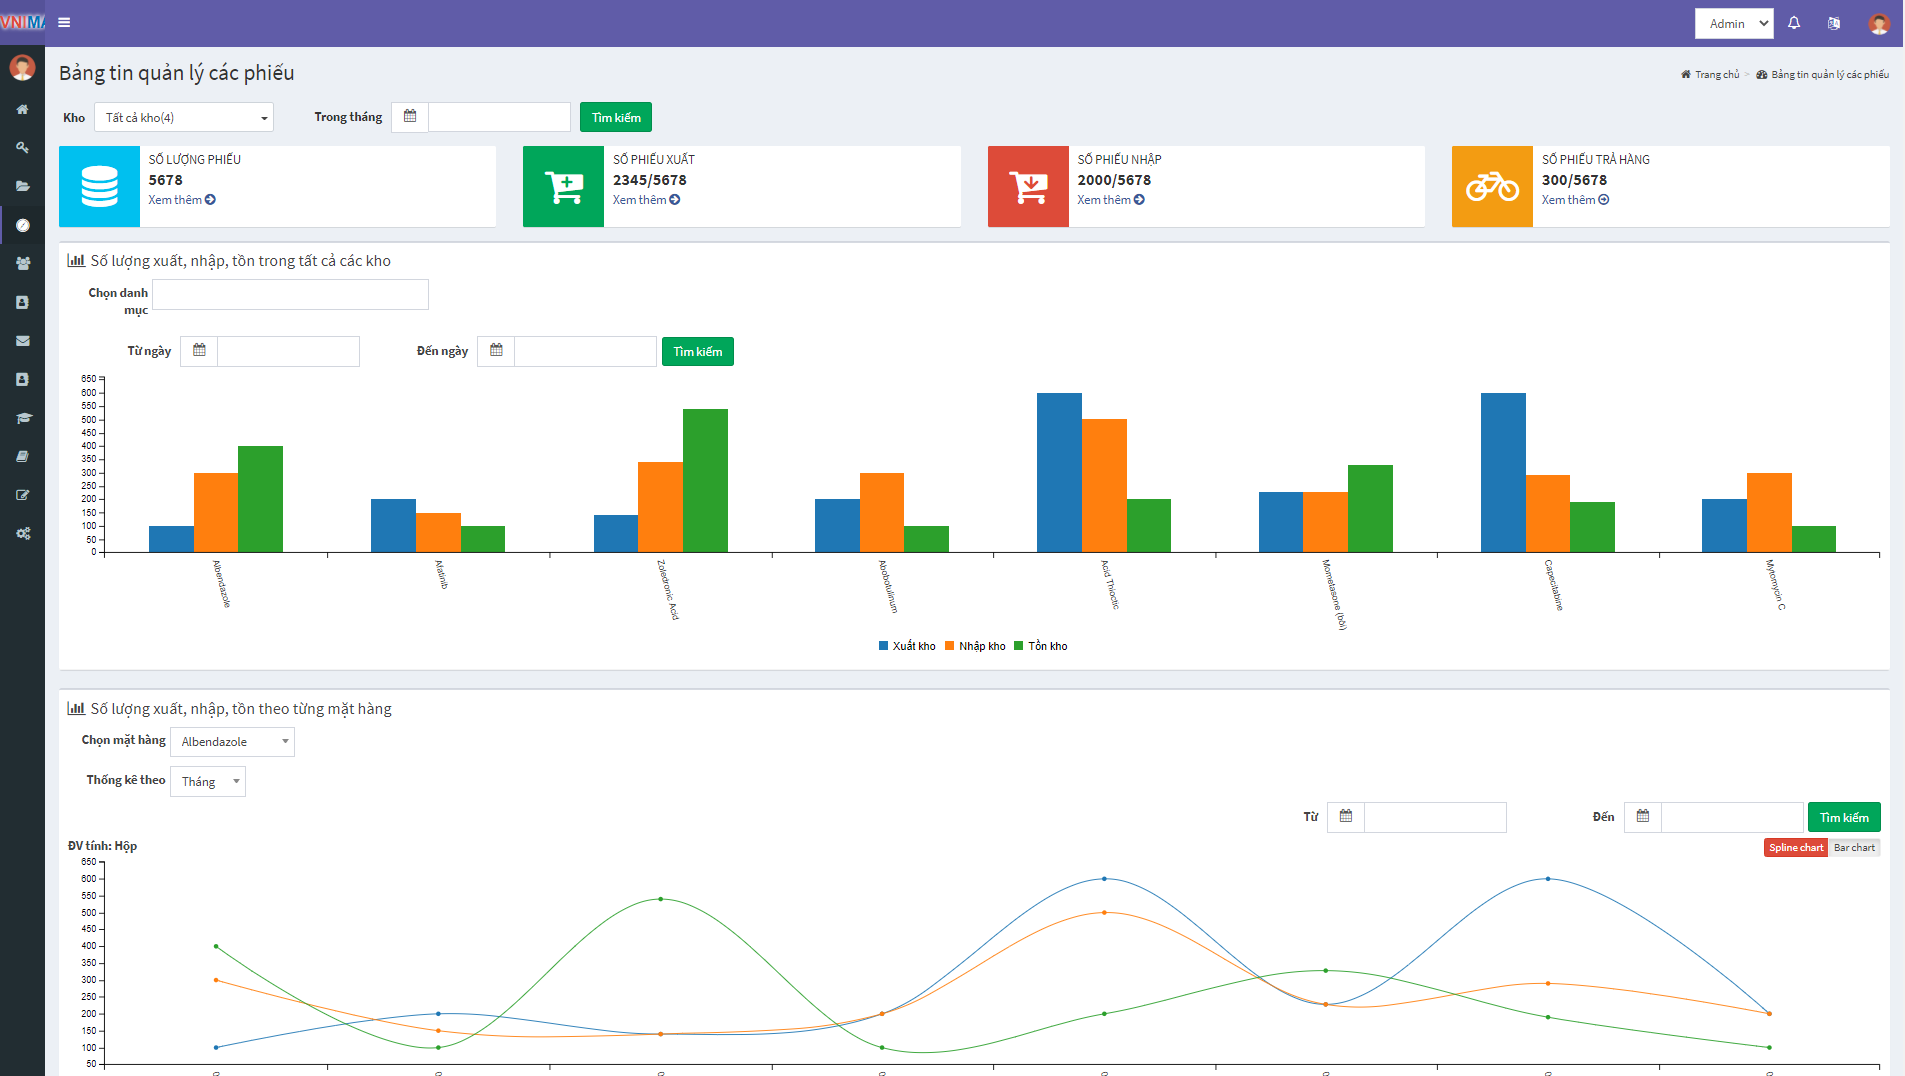 VNIMA
Admin
Bảng tin quản lý các phiếu
Trang chủ > Bảng tin quản lý các phiếu
Kho Tất cả kho(4) Trong tháng Tìm kiếm
SỐ LƯỢNG PHIẾU
5678
Xem thêm
SỐ PHIẾU XUẤT
2345/5678
Xem thêm
SỐ PHIẾU NHẬP
2000/5678
Xem thêm
SỐ PHIẾU TRẢ HÀNG
300/5678
Xem thêm
Số lượng xuất, nhập, tồn trong tất cả các kho
Chọn danh
mục
Từ ngày Đến ngày Tìm kiếm
650
600
550
500
450
400
350
300
250
200
150
100
50
0
Albendazole
Afatinib
Zoledronic Acid
Abobotulinum
Acid Thioctic
Mometasone (bôi)
Capecitabine
Mytomycin C
Xuất kho Nhập kho Tồn kho
Số lượng xuất, nhập, tồn theo từng mặt hàng
Chọn mặt hàng Albendazole
Thống kê theo Tháng
Từ Đến Tìm kiếm
ĐV tính: Hộp
Spline chart Bar chart
650
600
550
500
450
400
350
300
250
200
150
100
50